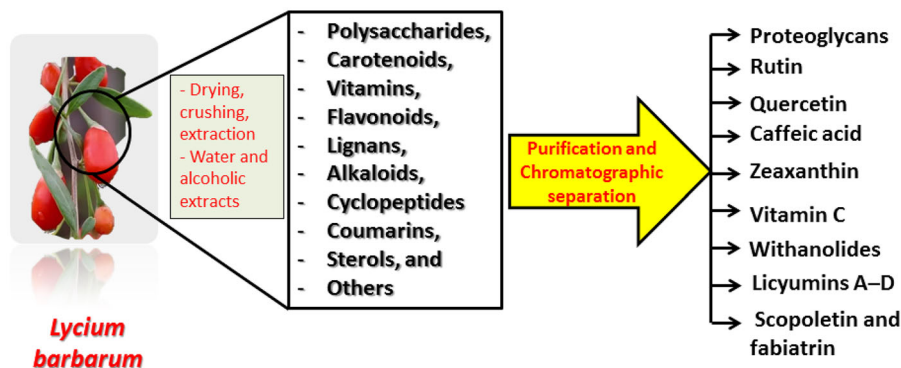 - Drying,
crushing,
extraction
- Water and
alcoholic
extracts
Lycium
barbarum
- Polysaccharides,
- Carotenoids,
- Vitamins,
- Flavonoids,
- Lignans,
- Alkaloids,
- Cyclopeptides
- Coumarins,
- Sterols, and
- Others
Purification and
Chromatographic
separation
Proteoglycans
Rutin
Quercetin
Caffeic acid
Zeaxanthin
Vitamin C
Withanolides
Licyumins A–D
Scopoletin and
fabiatrin